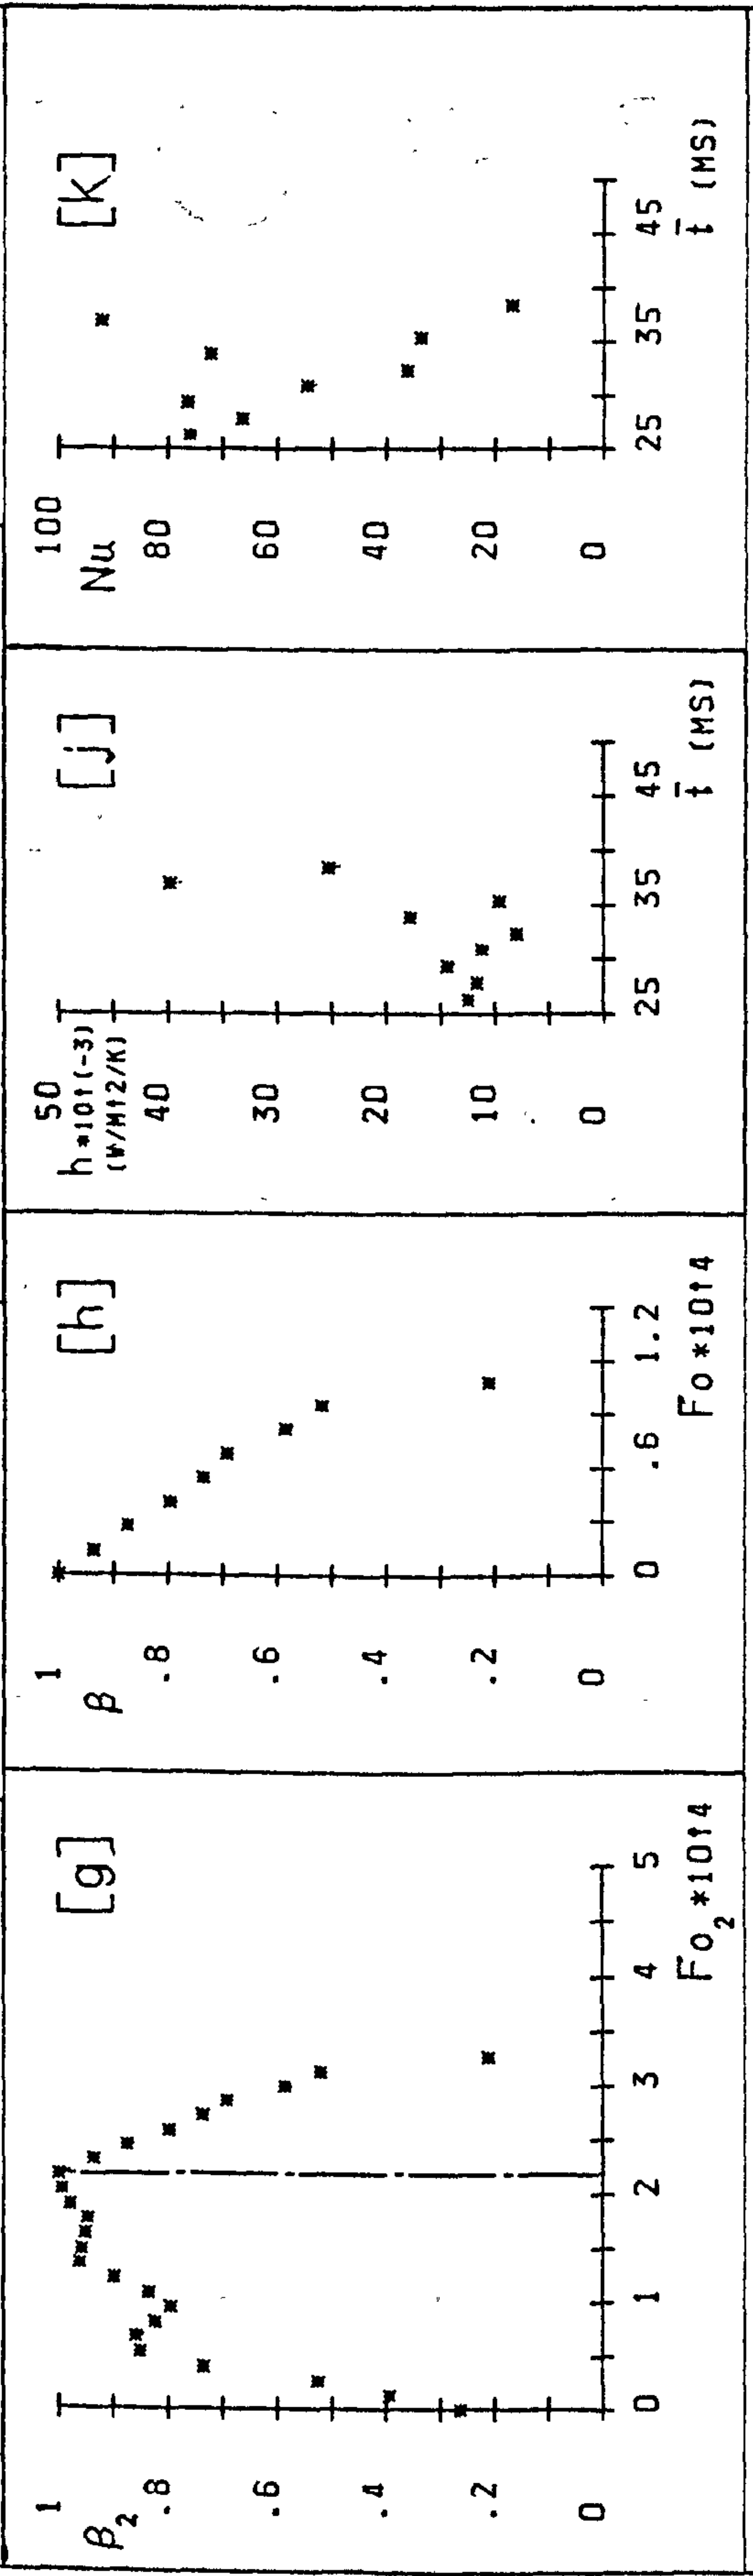 [g]
1
β₂
.8
.6
.4
.2
0
0 1 2 3 4 5
Fo₂ *10↑4
[h]
1
β
.8
.6
.4
.2
0
0 .6 1.2
Fo *10↑4
[j]
50
h*10↑(-3)
(W/M↑2/K)
40
30
20
10
0
25 35 45
t̄ (MS)
[k]
100
Nu
80
60
40
20
0
25 35 45
t̄ (MS)